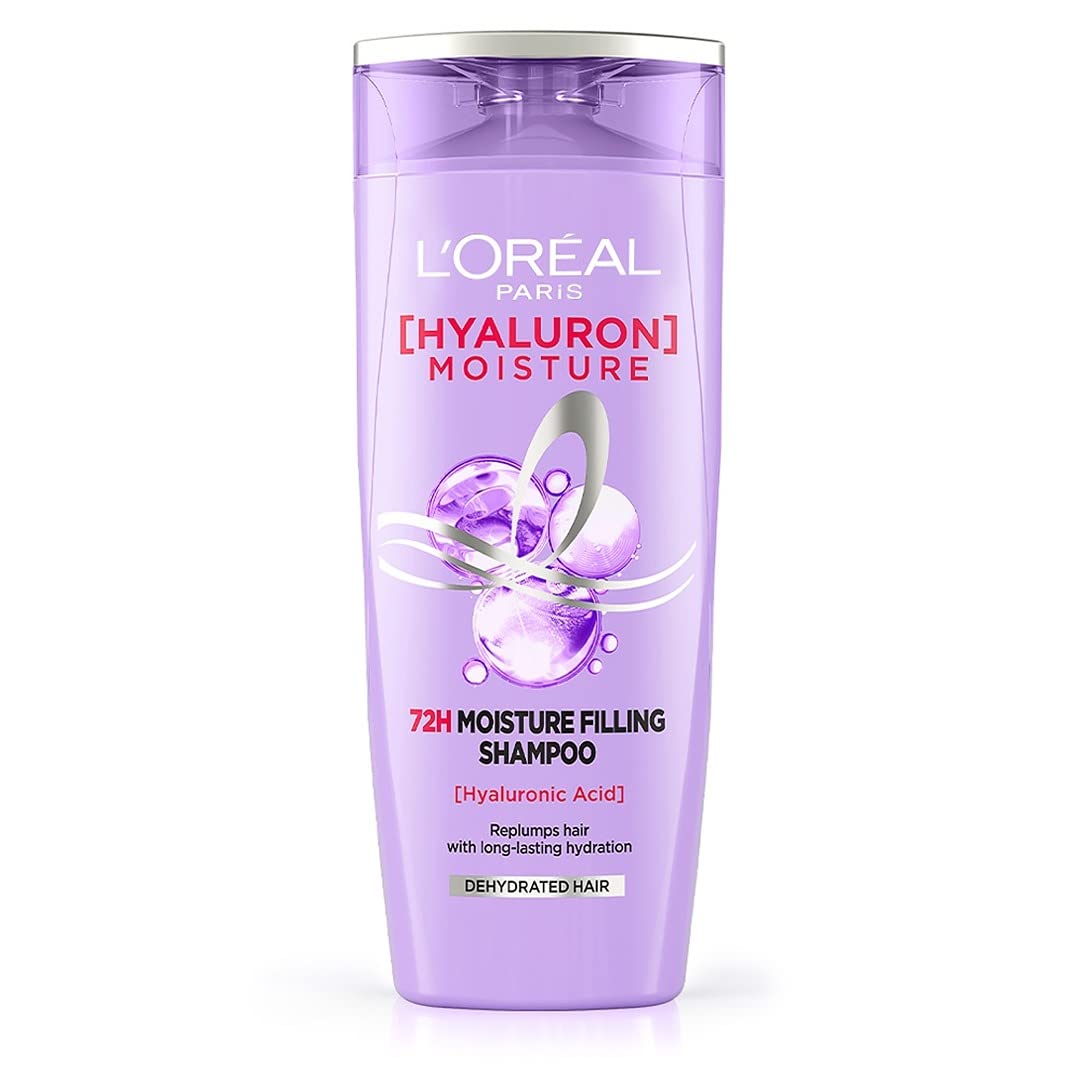 L'ORÉAL
PARiS
[HYALURON]
MOISTURE
72H MOISTURE FILLING
SHAMPOO
[Hyaluronic Acid]
Replumps hair
with long-lasting hydration
DEHYDRATED HAIR